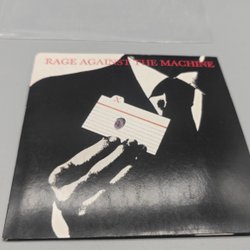 RAGE AGAINST THE MACHINE
X